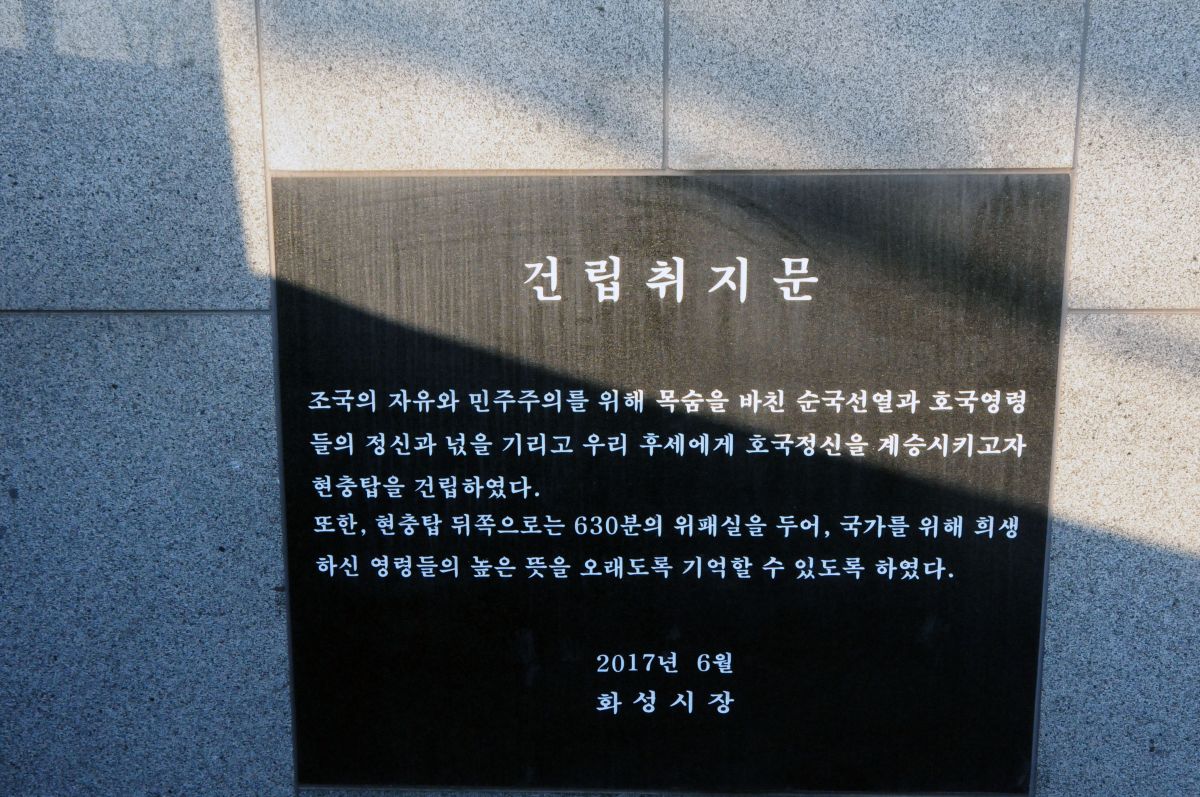 건립취지문
조국의 자유와 민주주의를 위해 목숨을 바친 순국선열과 호국영령
들의 정신과 넋을 기리고 우리 후세에게 호국정신을 계승시키고자
현충탑을 건립하였다.
또한, 현충탑 뒤쪽으로는 630분의 위패실을 두어, 국가를 위해 희생
하신 영령들의 높은 뜻을 오래도록 기억할 수 있도록 하였다.
2017년 6월
화성시장